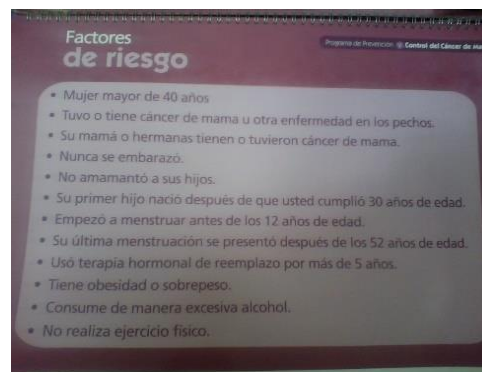 Factores
de riesgo
Programa de Prevención y Control del Cáncer de
• Mujer mayor de 40 años
• Tuvo o tiene cáncer de mama u otra enfermedad en los pechos.
• Su mamá o hermanas tienen o tuvieron cáncer de mama.
• Nunca se embarazó.
• No amamantó a sus hijos.
• Su primer hijo nació después de que usted cumplió 30 años de edad.
• Empezó a menstruar antes de los 12 años de edad.
• Su última menstruación se presentó después de los 52 años de edad.
• Usó terapia hormonal de reemplazo por más de 5 años.
• Tiene obesidad o sobrepeso.
• Consume de manera excesiva alcohol.
• No realiza ejercicio físico.